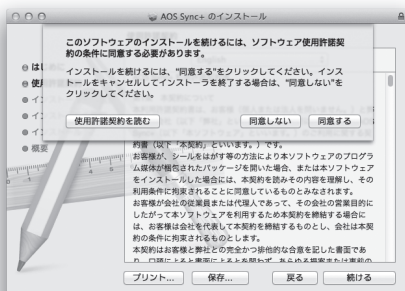 AOS Sync+ のインストール
このソフトウェアのインストールを続けるには、ソフトウェア使用許諾契
約の条件に同意する必要があります。
インストールを続けるには、"同意する"をクリックしてください。インス
トールをキャンセルしてインストーラを終了する場合は、"同意しない"を
クリックしてください。
使用許諾契約を読む
同意しない
同意する
概要
約書（以下「本契約」といいます。）です。
お客様が、シールをはがす等の方法により本ソフトウェアのプログラ
ム媒体が梱包されたパッケージを開いた場合、または本ソフトウェア
をインストールした場合には、本契約を読みその内容を理解し、その
利用条件に拘束されることに同意しているものとみなされます。
お客様が会社の従業員または代理人であって、その会社の営業目的に
したがって本ソフトウェアを利用するため本契約を締結する場合に
は、お客様は会社を代表して本契約を締結するものとし、会社は本契
約の条件に拘束されるものとします。
本契約はお客様と弊社との完全かつ排他的な合意を記した書面であ
プリント...
保存...
戻る
続ける